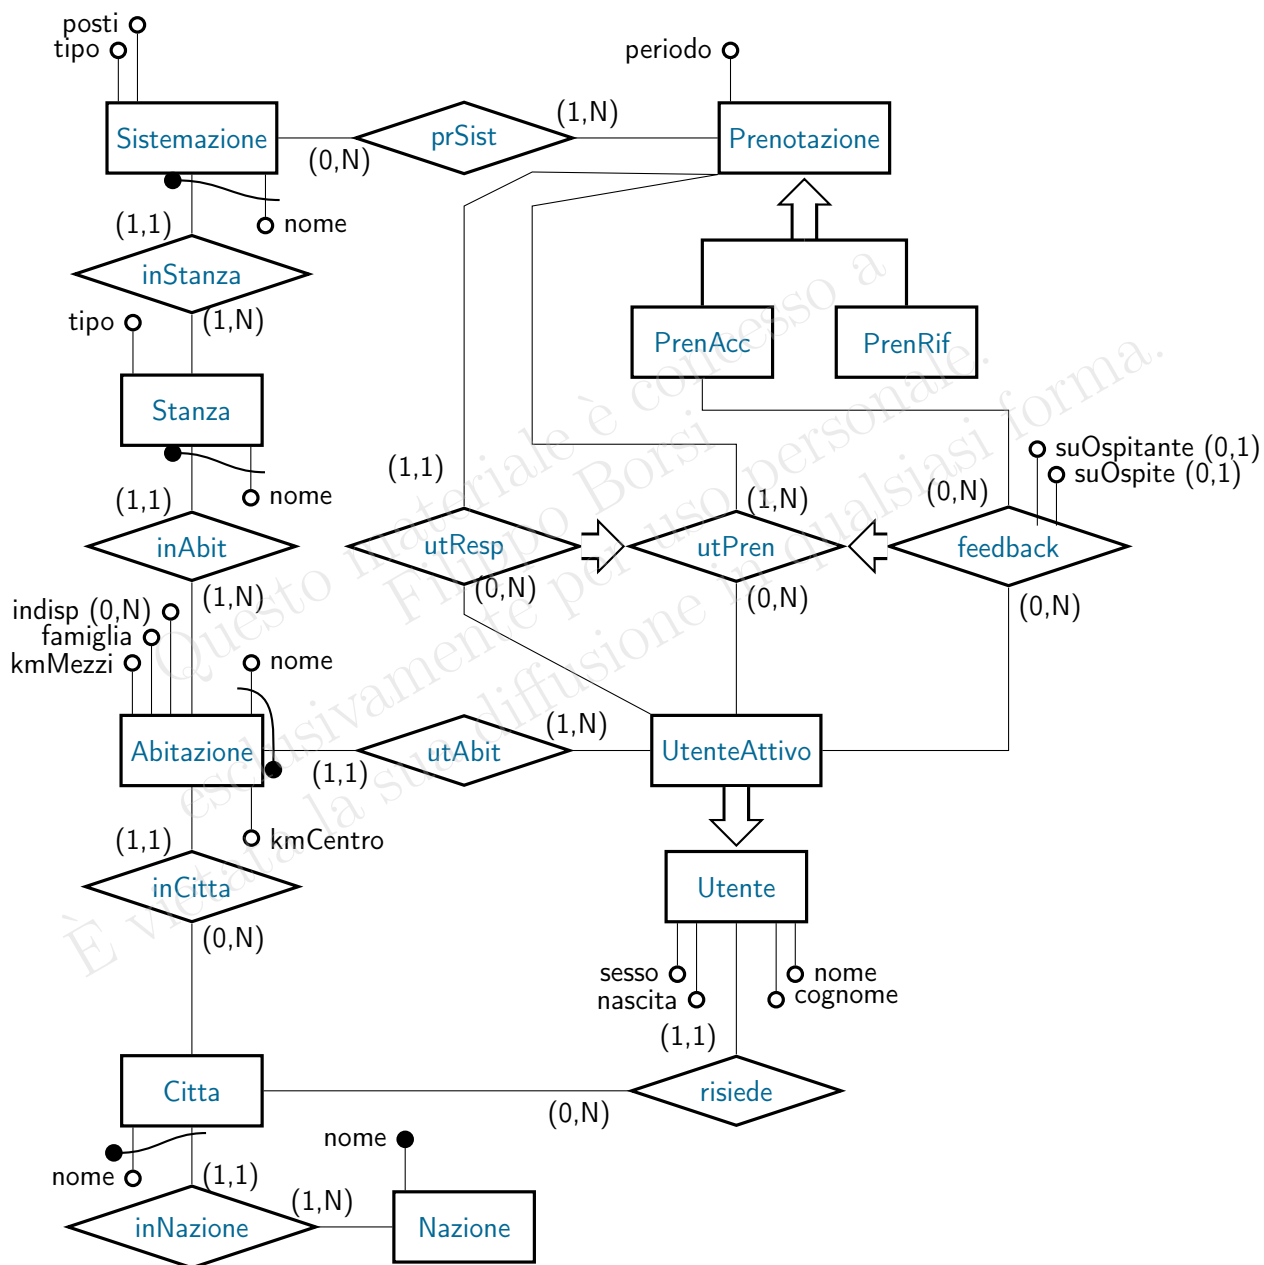 posti
tipo
periodo
Sistemazione
(0,N)
prSist
(1,N)
Prenotazione
nome
(1,1)
inStanza
(1,N)
PrenAcc
PrenRif
tipo
Stanza
nome
(1,1)
inAbit
(1,N)
(1,1)
utResp
(0,N)
(1,N)
utPren
(0,N)
(0,N)
feedback
(0,N)
suOspitante (0,1)
suOspite (0,1)
indisp (0,N)
famiglia
kmMezzi
nome
Abitazione
(1,1)
utAbit
(1,N)
UtenteAttivo
kmCentro
(1,1)
inCitta
(0,N)
Utente
sesso
nascita
nome
cognome
(1,1)
Citta
(0,N)
risiede
nome
(1,1)
inNazione
(1,N)
nome
Nazione
Questo materiale è concesso a
Filippo Borsi
esclusivamente per uso personale.
È vietata la sua diffusione in qualsiasi forma.